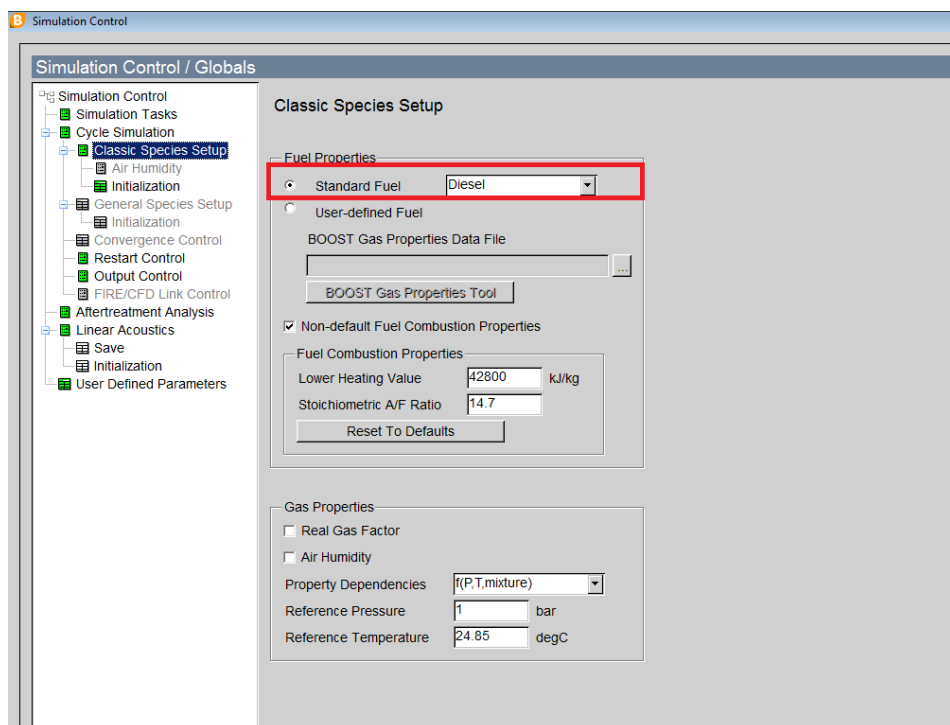 Simulation Control
Simulation Control / Globals
Simulation Control
Simulation Tasks
Cycle Simulation
Classic Species Setup
Air Humidity
Initialization
General Species Setup
Initialization
Convergence Control
Restart Control
Output Control
FIRE/CFD Link Control
Aftertreatment Analysis
Linear Acoustics
Save
Initialization
User Defined Parameters
Classic Species Setup
Fuel Properties
Standard Fuel Diesel
User-defined Fuel
BOOST Gas Properties Data File
...
BOOST Gas Properties Tool
Non-default Fuel Combustion Properties
Fuel Combustion Properties
Lower Heating Value 42800 kJ/kg
Stoichiometric A/F Ratio 14.7
Reset To Defaults
Gas Properties
Real Gas Factor
Air Humidity
Property Dependencies f(P,T,mixture)
Reference Pressure 1 bar
Reference Temperature 24.85 degC